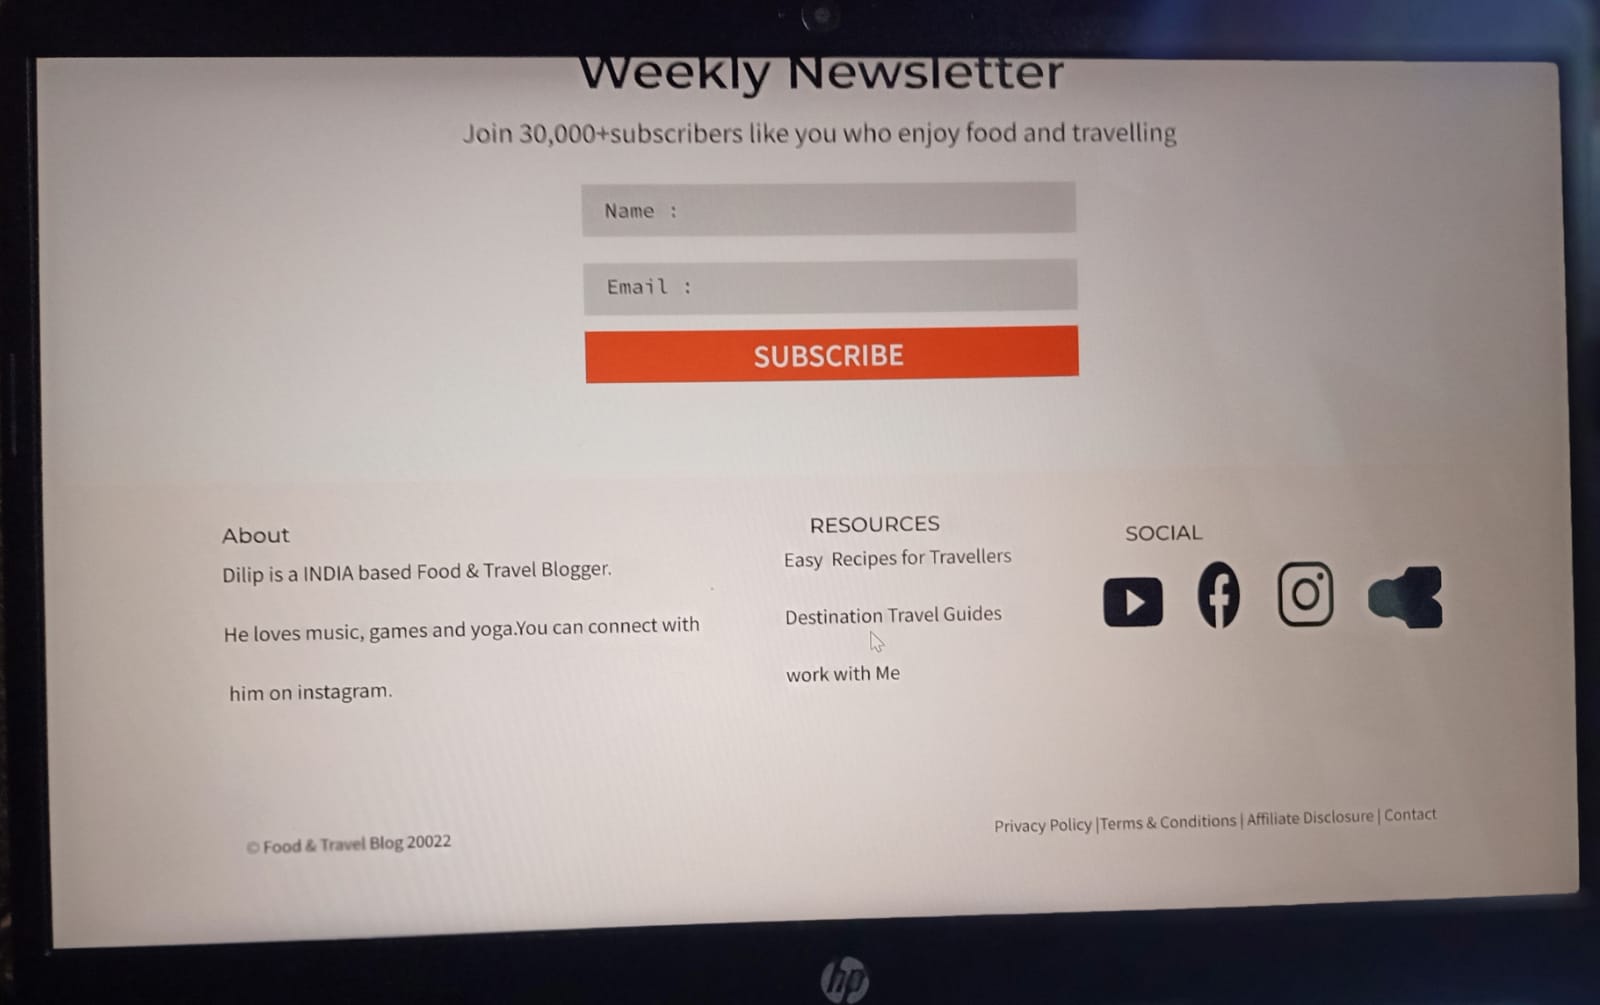 Weekly Newsletter
Join 30,000+subscribers like you who enjoy food and travelling
Name :
Email :
SUBSCRIBE
About
Dilip is a INDIA based Food & Travel Blogger.
He loves music, games and yoga.You can connect with
him on instagram.
RESOURCES
Easy Recipes for Travellers
Destination Travel Guides
work with Me
SOCIAL
© Food & Travel Blog 20022
Privacy Policy |Terms & Conditions | Affiliate Disclosure | Contact
hp